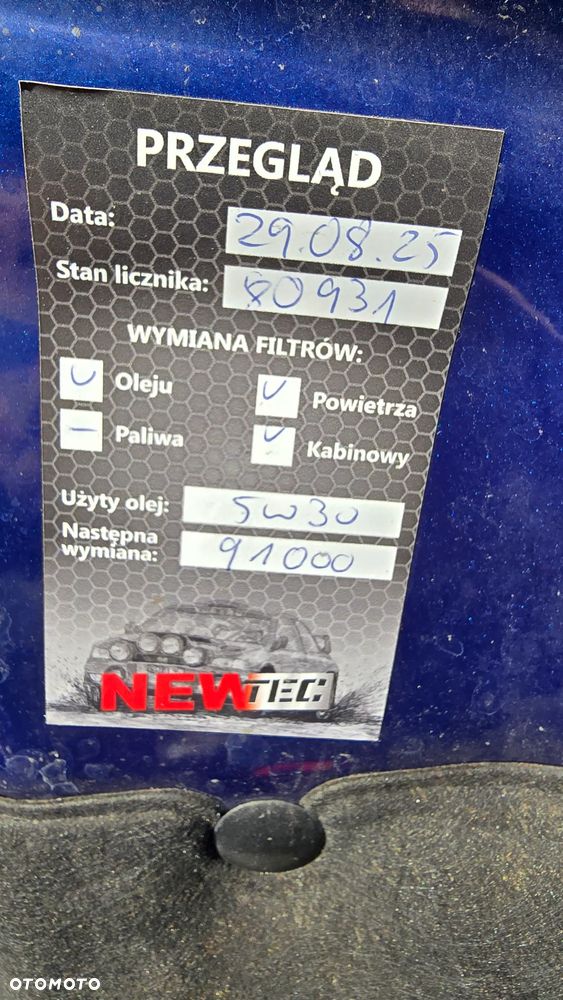 PRZEGLĄD
Data: 29.08.25
Stan licznika: 80931
WYMIANA FILTRÓW:
Oleju Powietrza
Paliwa Kabinowy
Użyty olej: 5W30
Następna
wymiana: 91000
NEWTEC
OTOMOTO